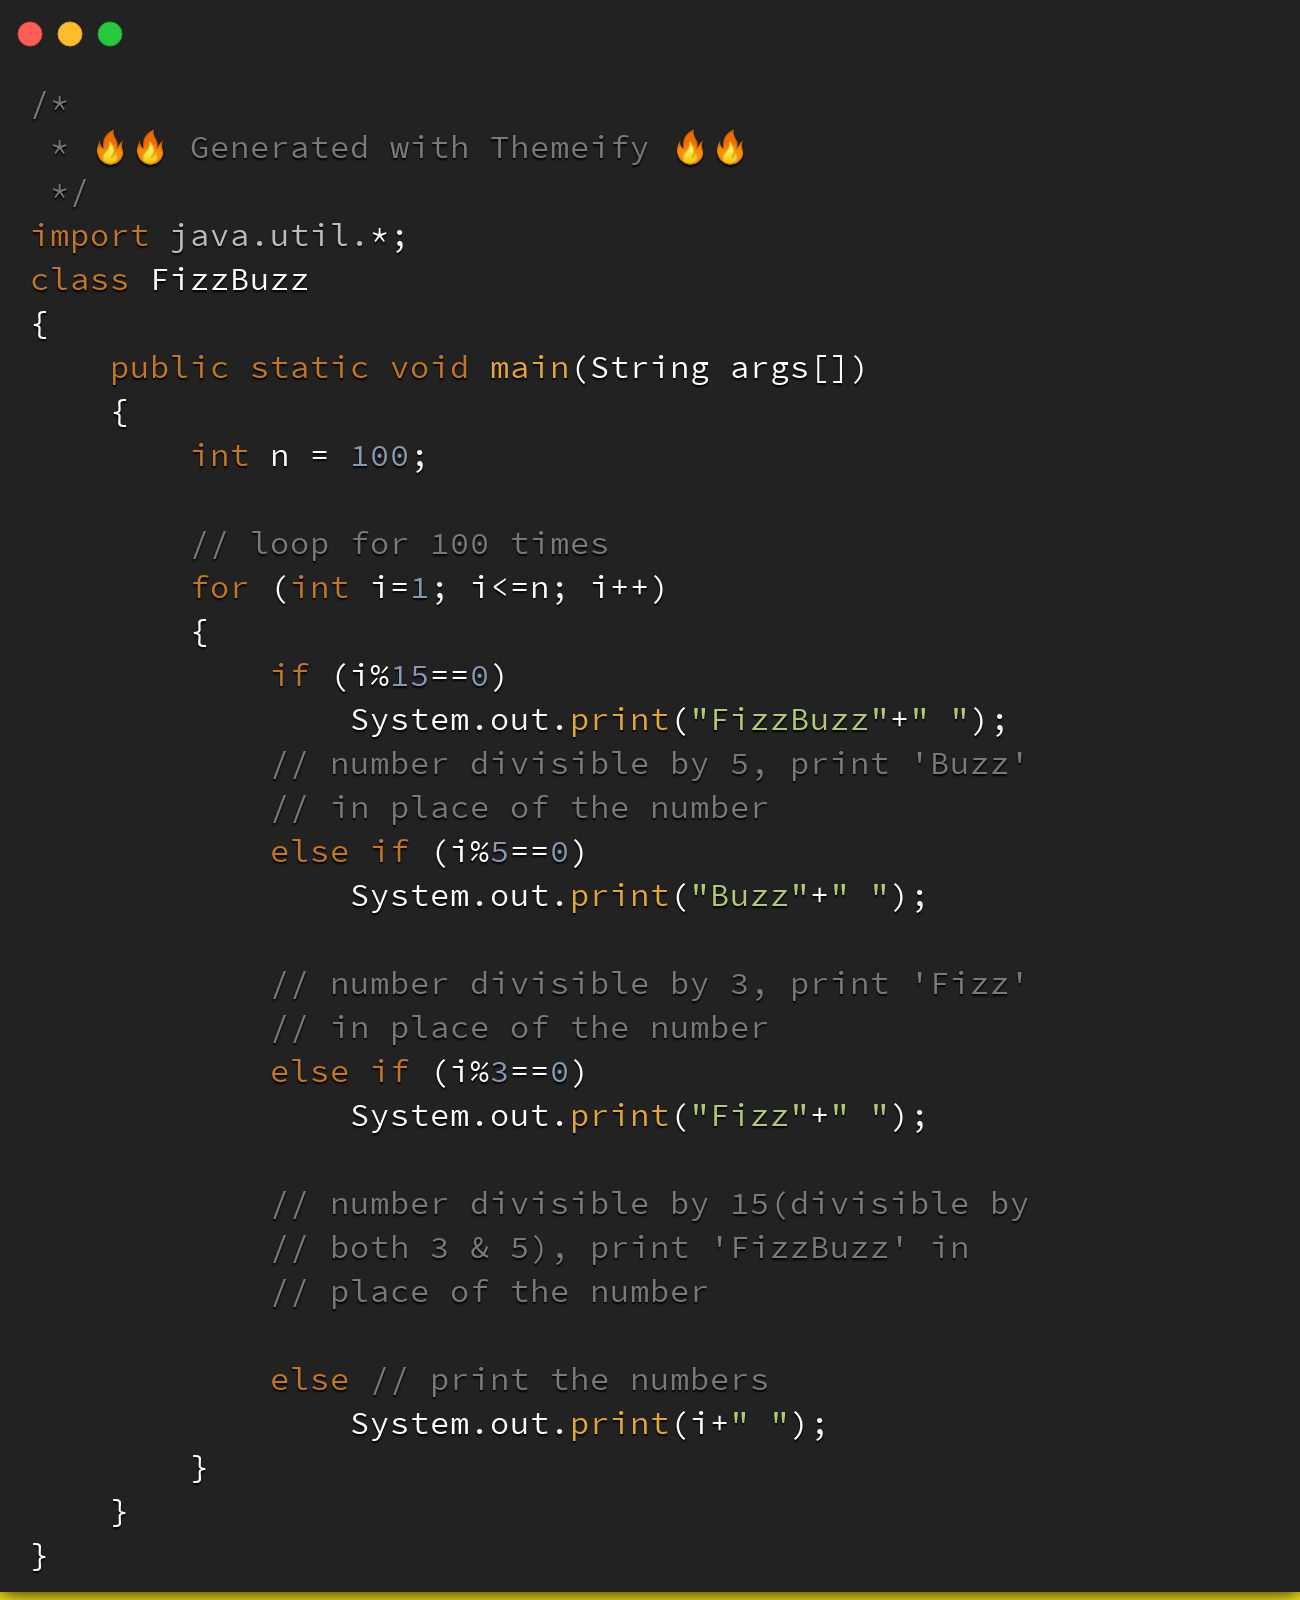 /*
 * 🔥🔥 Generated with Themeify 🔥🔥
 */
import java.util.*;
class FizzBuzz
{
    public static void main(String args[])
    {
        int n = 100;

        // loop for 100 times
        for (int i=1; i<=n; i++)
        {
            if (i%15==0)
                System.out.print("FizzBuzz"+" ");
            // number divisible by 5, print 'Buzz'
            // in place of the number
            else if (i%5==0)
                System.out.print("Buzz"+" ");

            // number divisible by 3, print 'Fizz'
            // in place of the number
            else if (i%3==0)
                System.out.print("Fizz"+" ");

            // number divisible by 15(divisible by
            // both 3 & 5), print 'FizzBuzz' in
            // place of the number

            else // print the numbers
                System.out.print(i+" ");
        }
    }
}